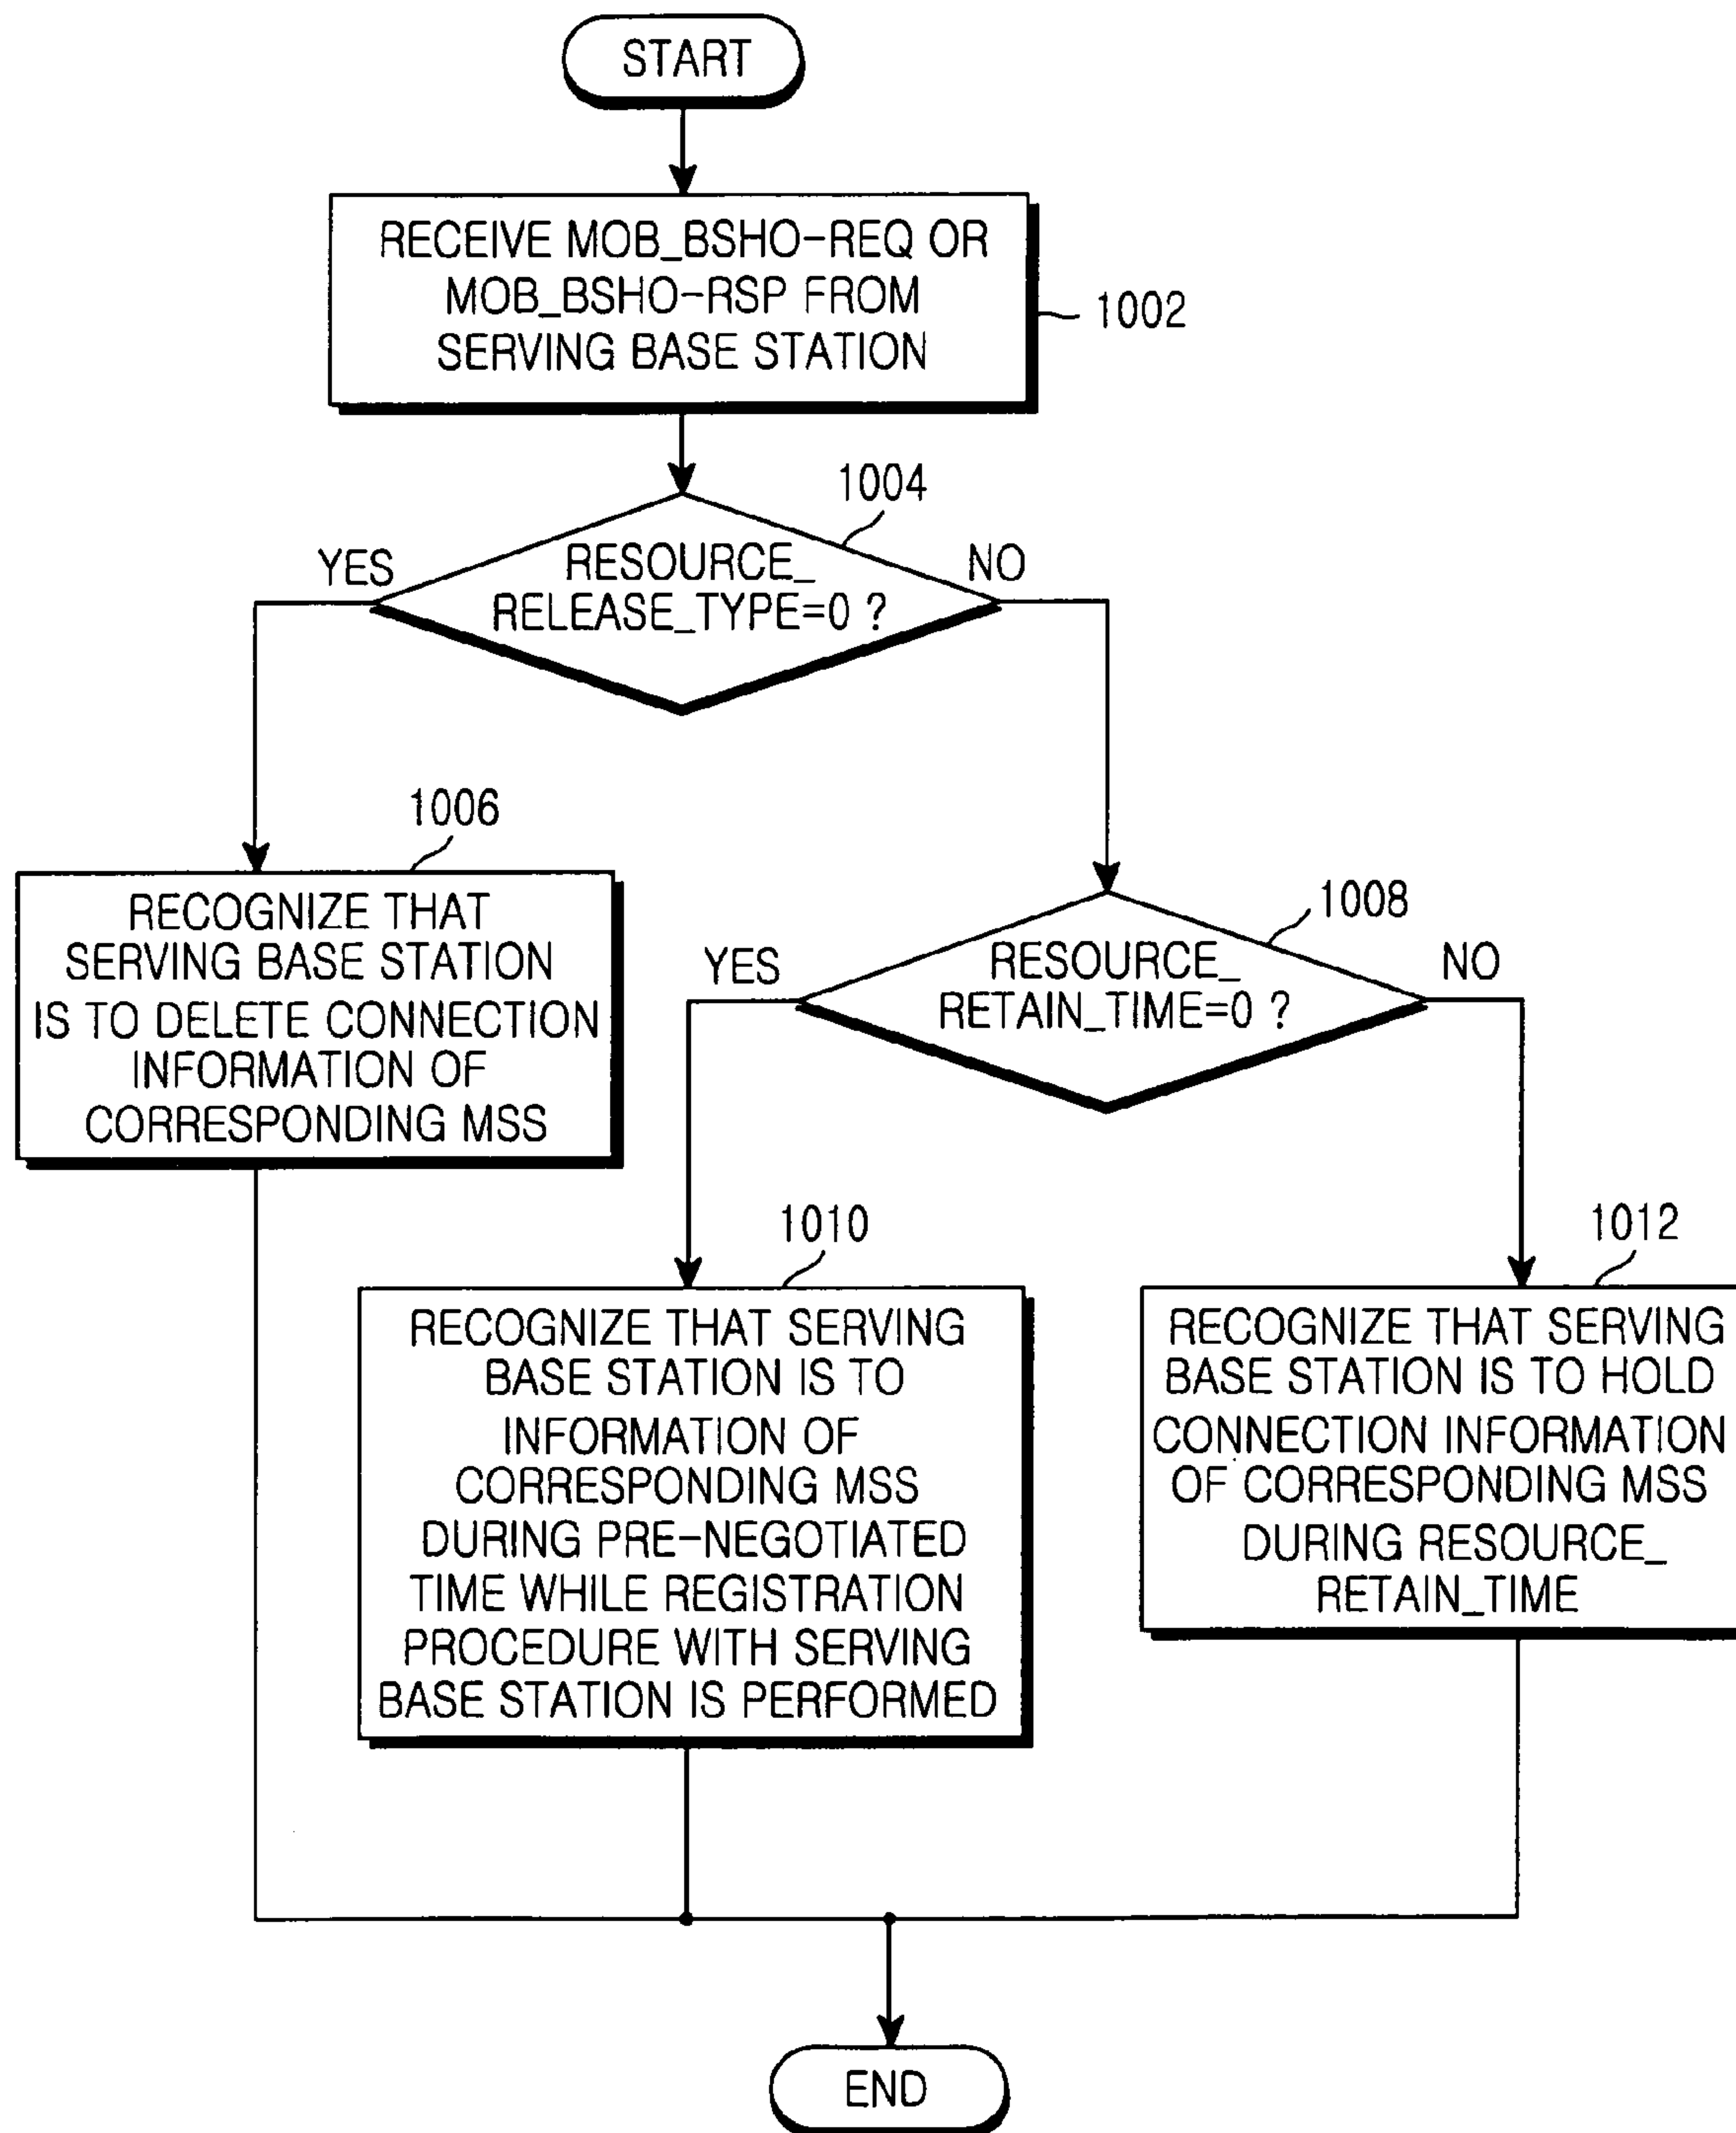 START
RECEIVE MOB_BSHO-REQ OR
MOB_BSHO-RSP FROM
SERVING BASE STATION
1002
1004
YES
RESOURCE_
RELEASE_TYPE=0 ?
NO
1006
RECOGNIZE THAT
SERVING BASE STATION
IS TO DELETE CONNECTION
INFORMATION OF
CORRESPONDING MSS
1008
YES
RESOURCE_
RETAIN_TIME=0 ?
NO
1010
RECOGNIZE THAT SERVING
BASE STATION IS TO
INFORMATION OF
CORRESPONDING MSS
DURING PRE-NEGOTIATED
TIME WHILE REGISTRATION
PROCEDURE WITH SERVING
BASE STATION IS PERFORMED
1012
RECOGNIZE THAT SERVING
BASE STATION IS TO HOLD
CONNECTION INFORMATION
OF CORRESPONDING MSS
DURING RESOURCE_
RETAIN_TIME
END